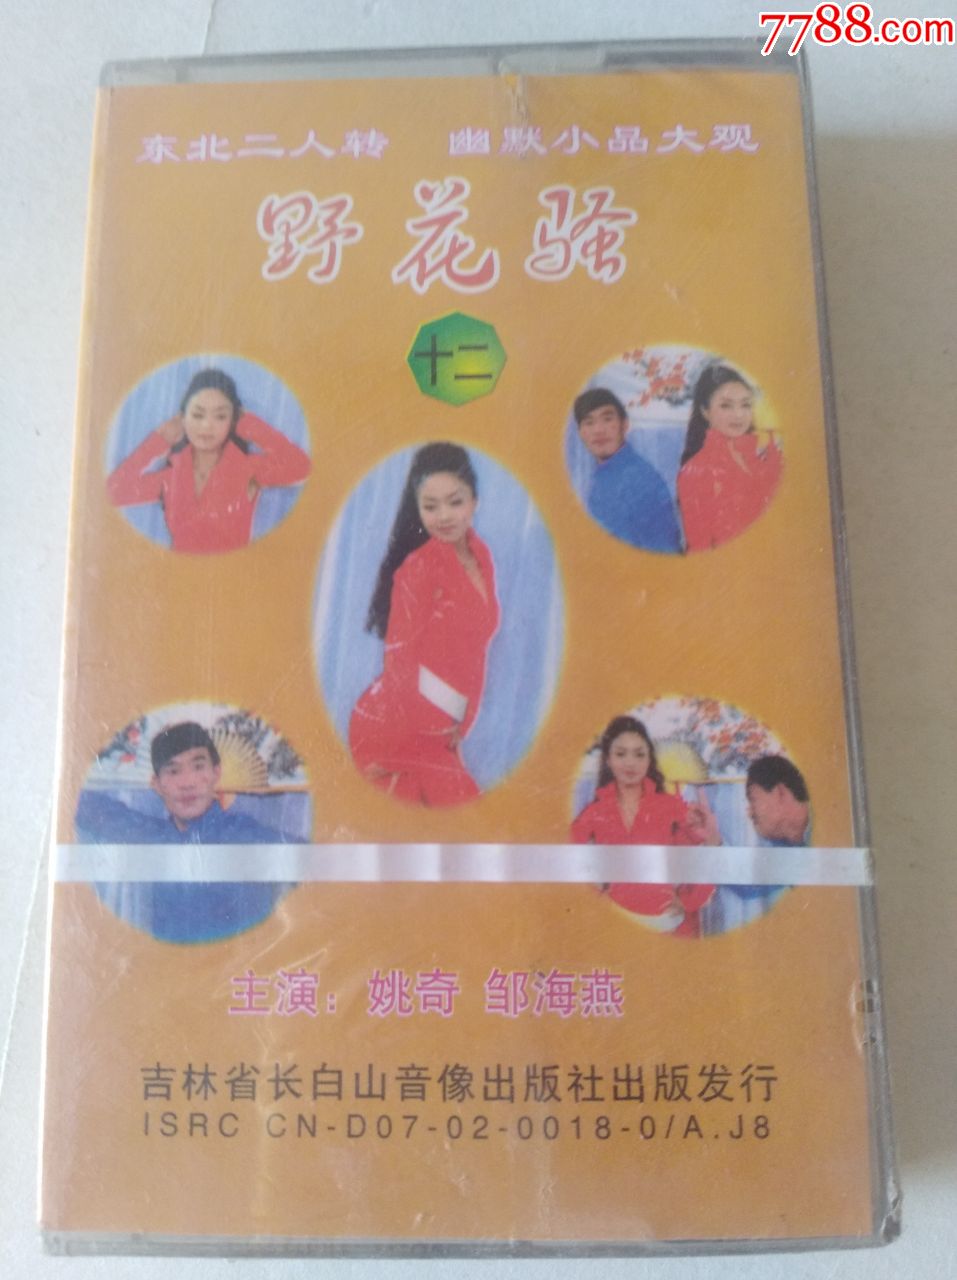 7788.com
东北二人转 幽默小品大观
野花骚
十二
主演：姚奇 邹海燕
吉林省长白山音像出版社出版发行
ISRC CN-D07-02-0018-0/A.J8